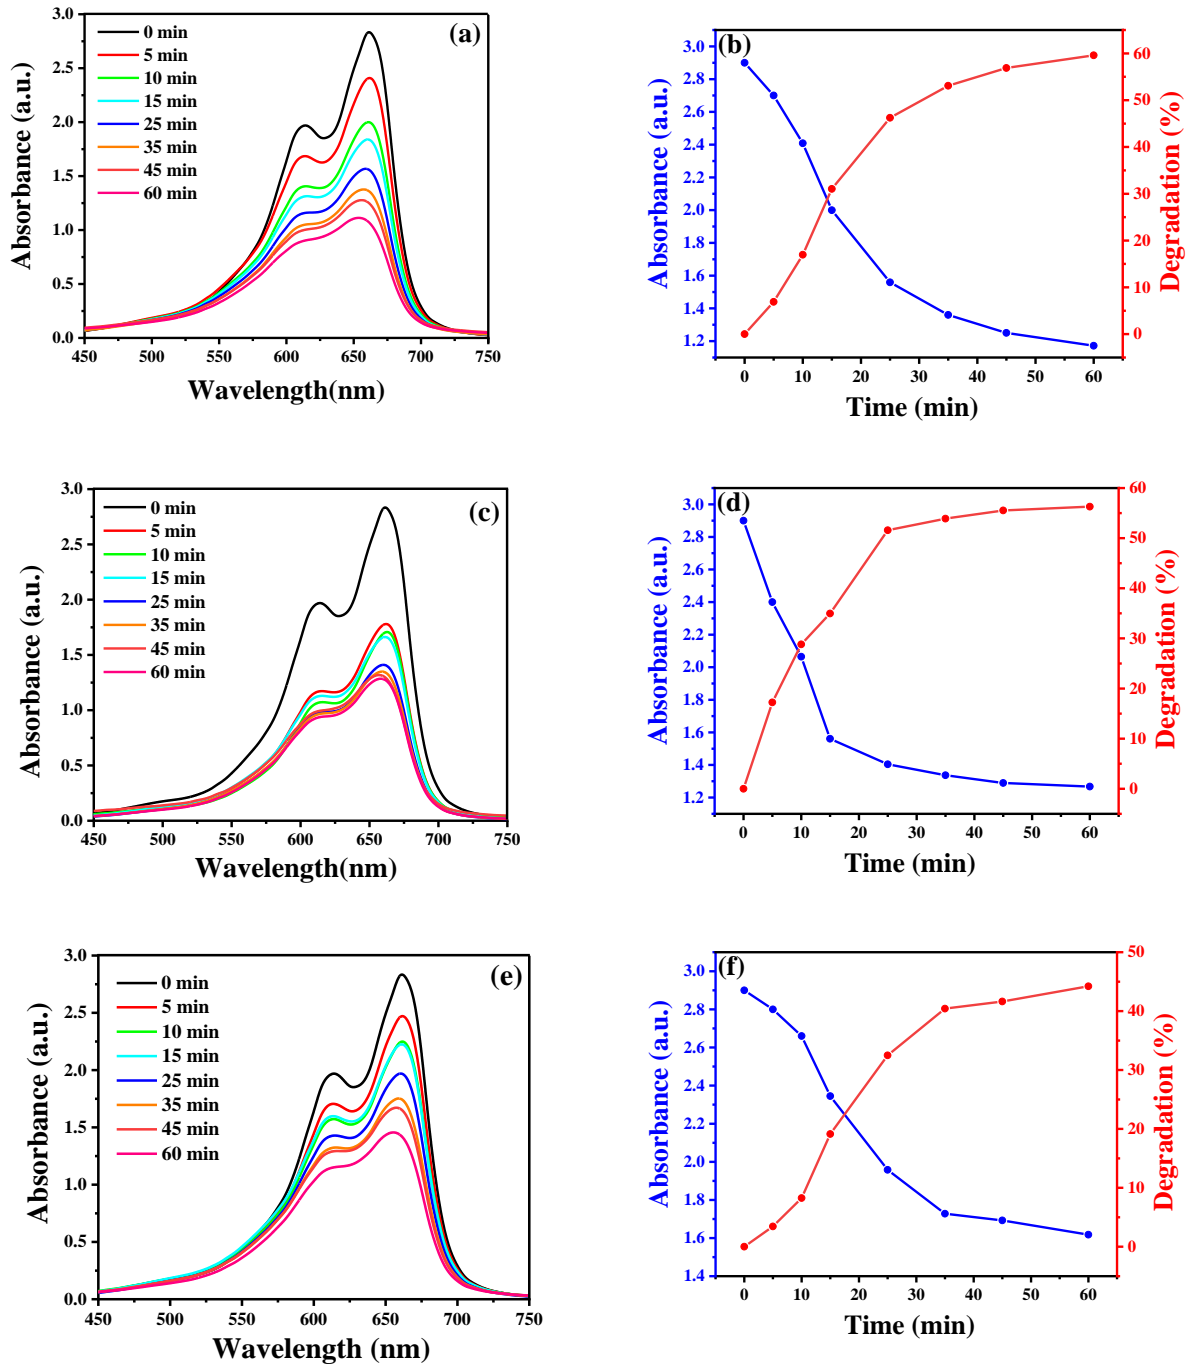 (a)
0 min
5 min
10 min
15 min
25 min
35 min
45 min
60 min
3.0
2.5
2.0
1.5
1.0
0.5
0.0
450 500 550 600 650 700 750
Absorbance (a.u.)
Wavelength(nm)
(b)
3.0
2.8
2.6
2.4
2.2
2.0
1.8
1.6
1.4
1.2
0 10 20 30 40 50 60
60
50
40
30
20
10
0
Absorbance (a.u.)
Degradation (%)
Time (min)
(c)
0 min
5 min
10 min
15 min
25 min
35 min
45 min
60 min
3.0
2.5
2.0
1.5
1.0
0.5
0.0
450 500 550 600 650 700 750
Absorbance (a.u.)
Wavelength(nm)
(d)
3.0
2.8
2.6
2.4
2.2
2.0
1.8
1.6
1.4
1.2
0 10 20 30 40 50 60
60
50
40
30
20
10
0
Absorbance (a.u.)
Degradation (%)
Time (min)
(e)
0 min
5 min
10 min
15 min
25 min
35 min
45 min
60 min
3.0
2.5
2.0
1.5
1.0
0.5
0.0
450 500 550 600 650 700 750
Absorbance (a.u.)
Wavelength (nm)
(f)
3.0
2.8
2.6
2.4
2.2
2.0
1.8
1.6
1.4
0 10 20 30 40 50 60
50
40
30
20
10
0
Absorbance (a.u.)
Degradation (%)
Time (min)